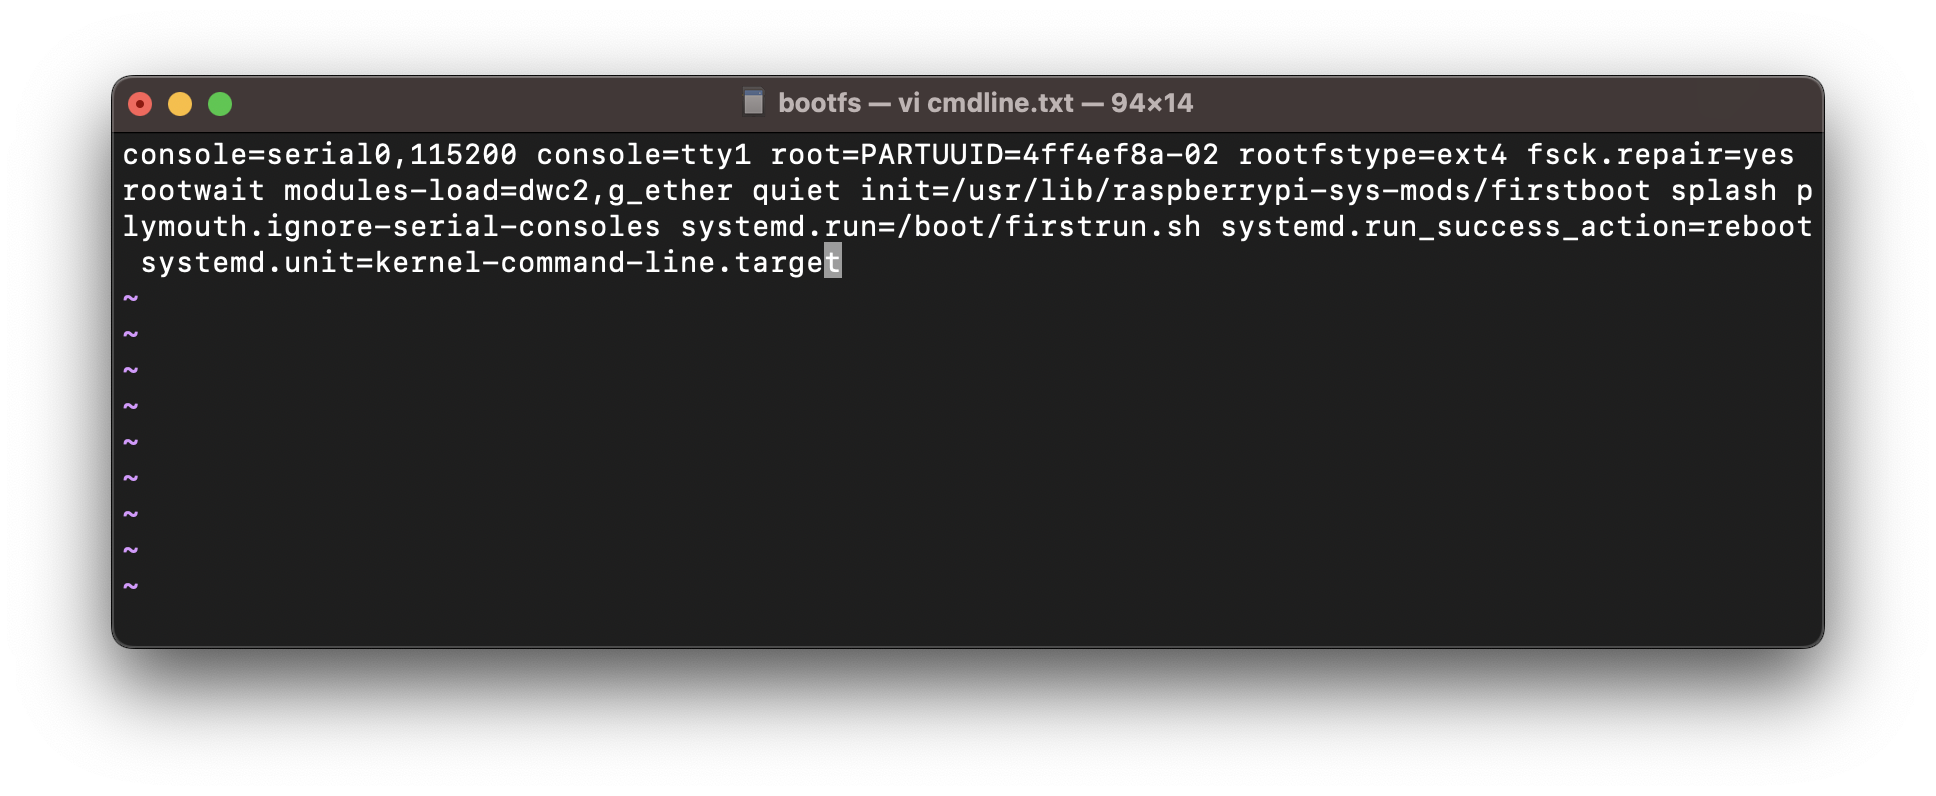 bootfs — vi cmdline.txt — 94×14
console=serial0,115200 console=tty1 root=PARTUUID=4ff4ef8a-02 rootfstype=ext4 fsck.repair=yes
rootwait modules-load=dwc2,g_ether quiet init=/usr/lib/raspberrypi-sys-mods/firstboot splash p
lymouth.ignore-serial-consoles systemd.run=/boot/firstrun.sh systemd.run_success_action=reboot
 systemd.unit=kernel-command-line.target
~
~
~
~
~
~
~
~
~